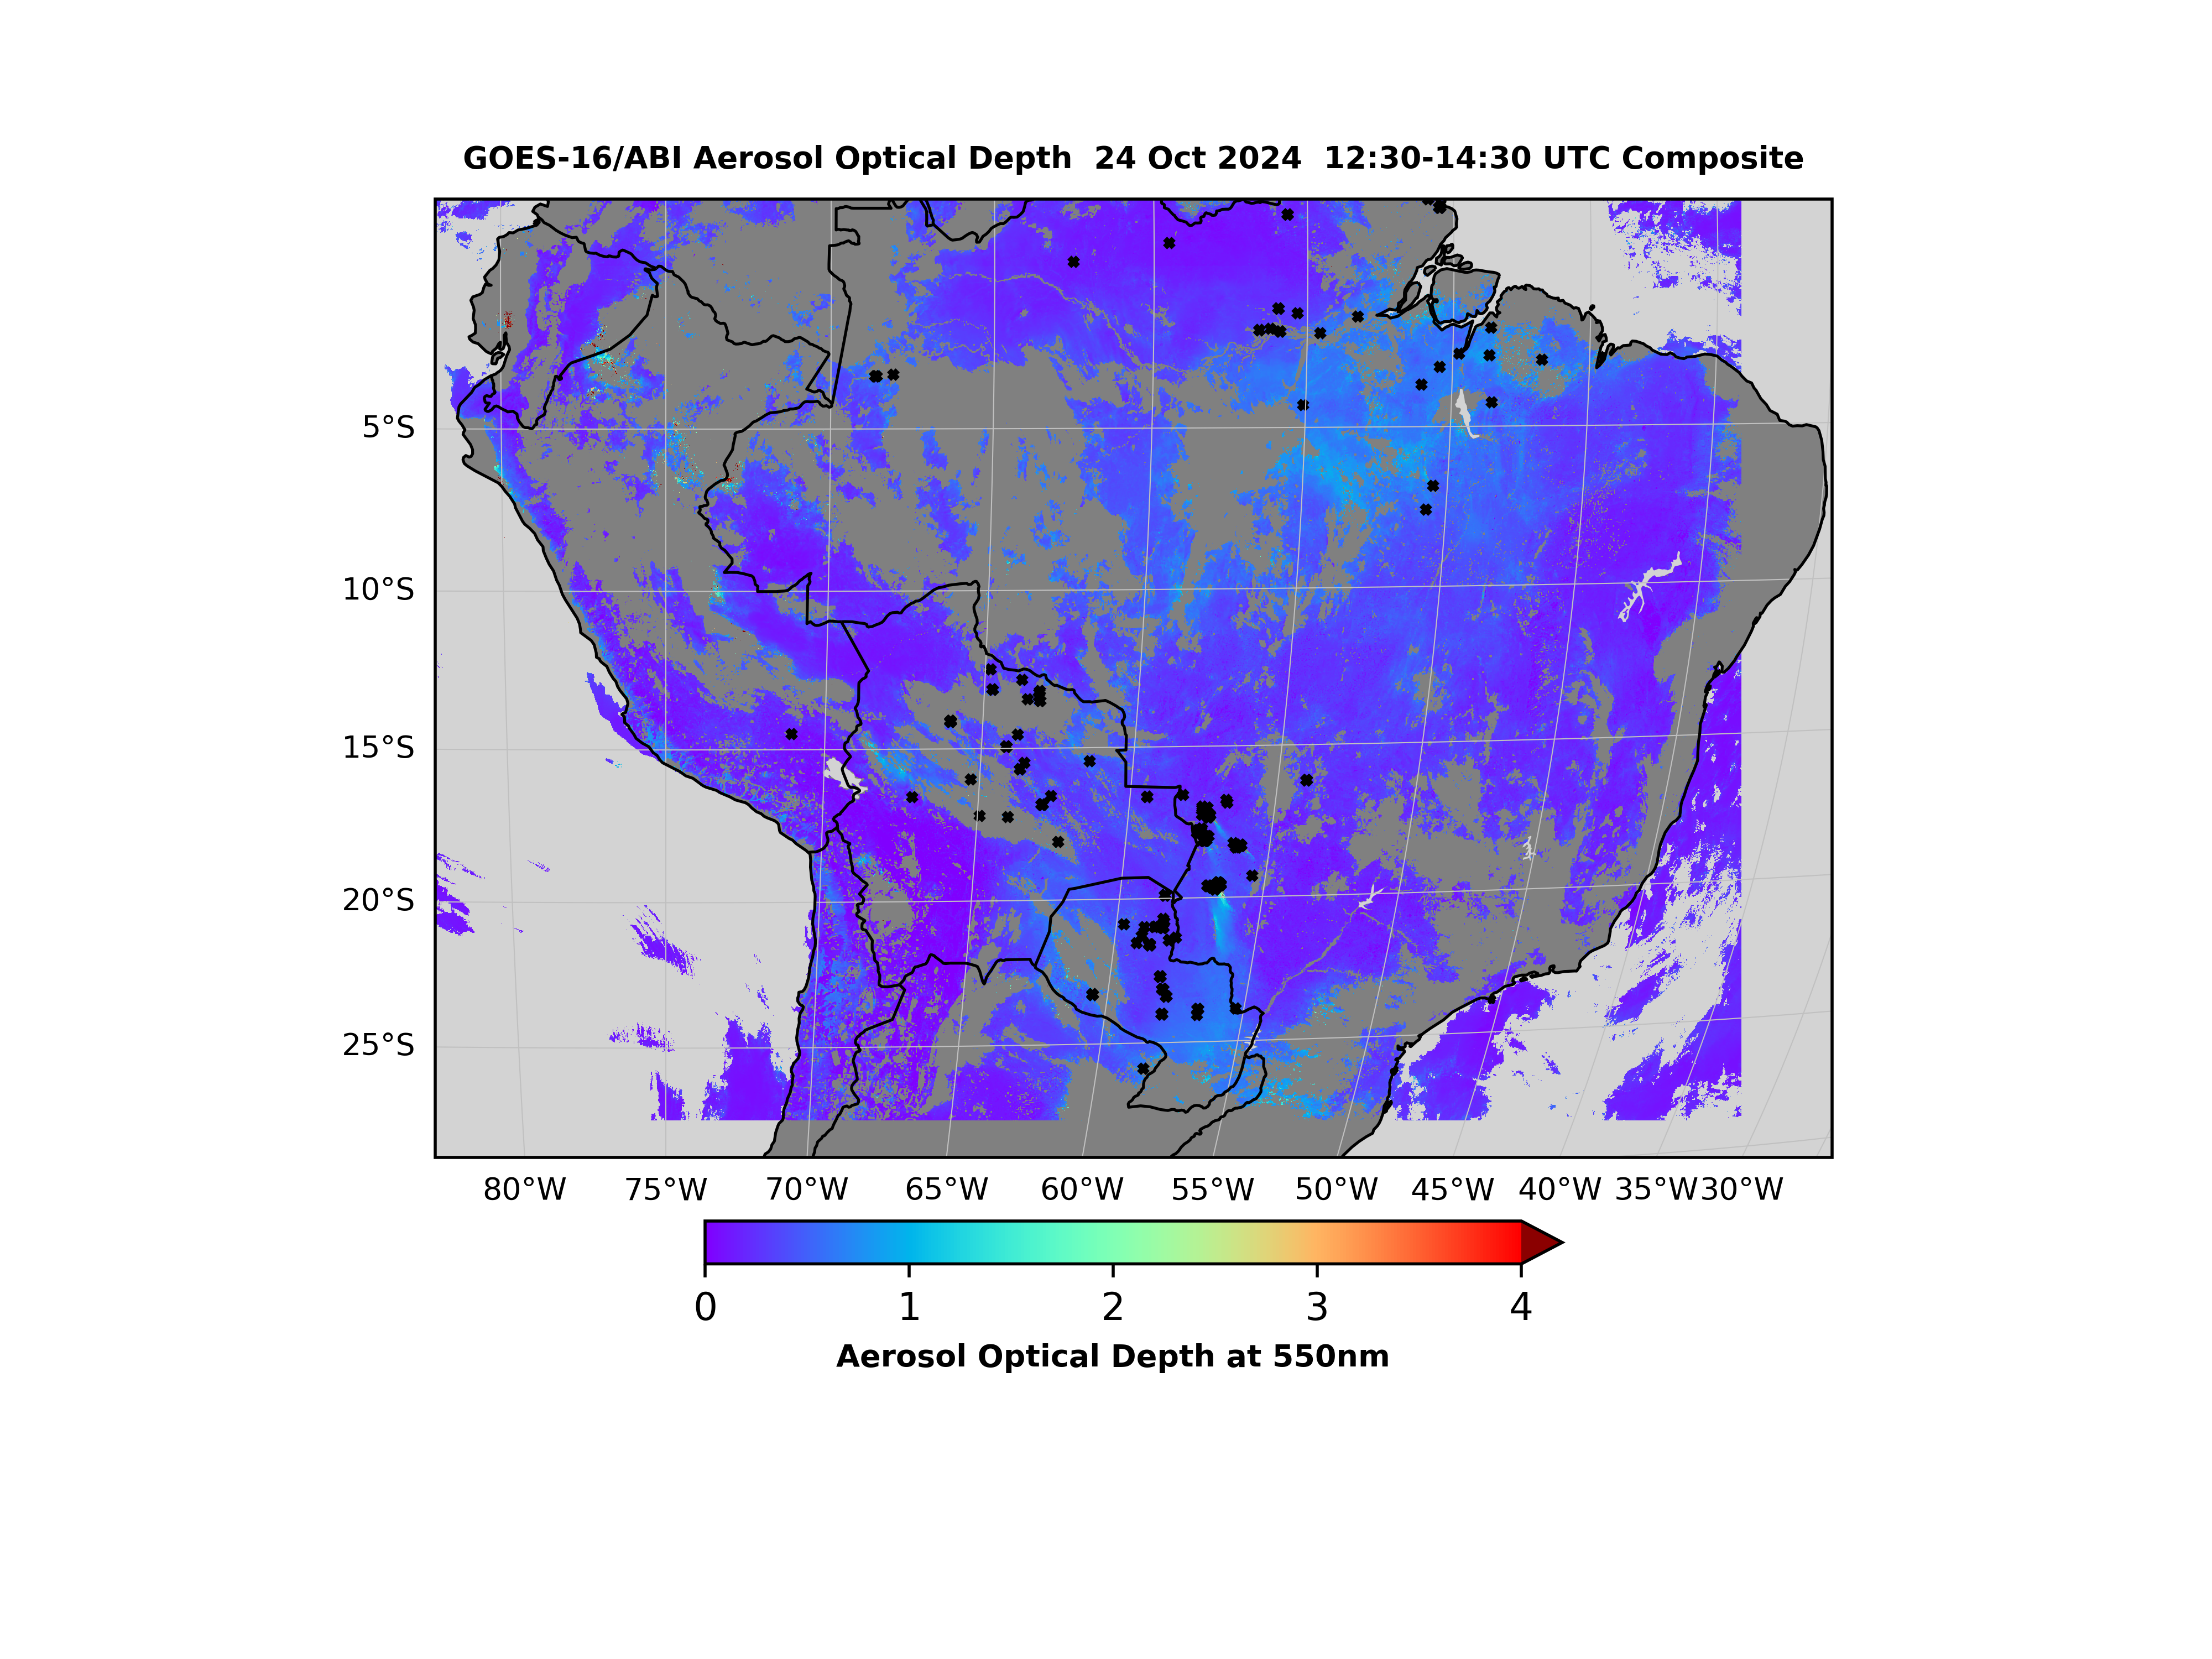 GOES-16/ABI Aerosol Optical Depth  24 Oct 2024  12:30-14:30 UTC Composite
5°S
10°S
15°S
20°S
25°S
80°W 75°W 70°W 65°W 60°W 55°W 50°W 45°W 40°W 35°W 30°W
0 1 2 3 4
Aerosol Optical Depth at 550nm